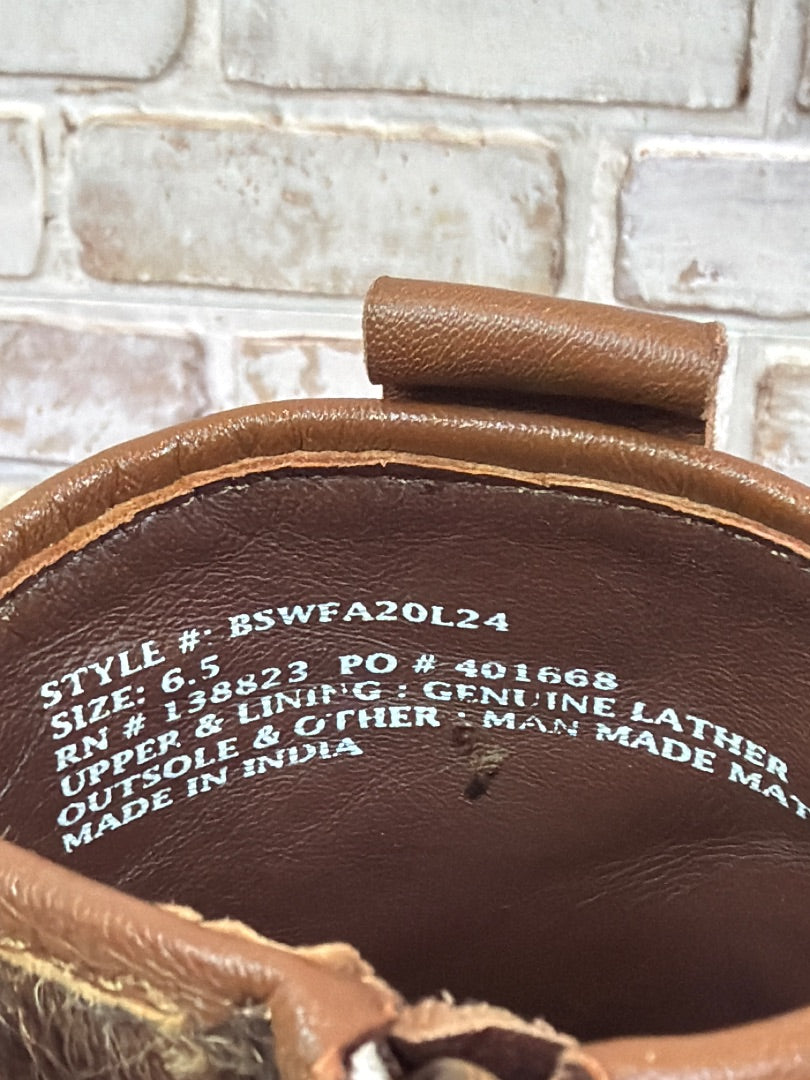 STYLE #: BSWFA20L24
SIZE: 6.5
RN # 138823 PO # 401668
UPPER & LINING : GENUINE LATHER
OUTSOLE & OTHER : MAN MADE MAT
MADE IN INDIA